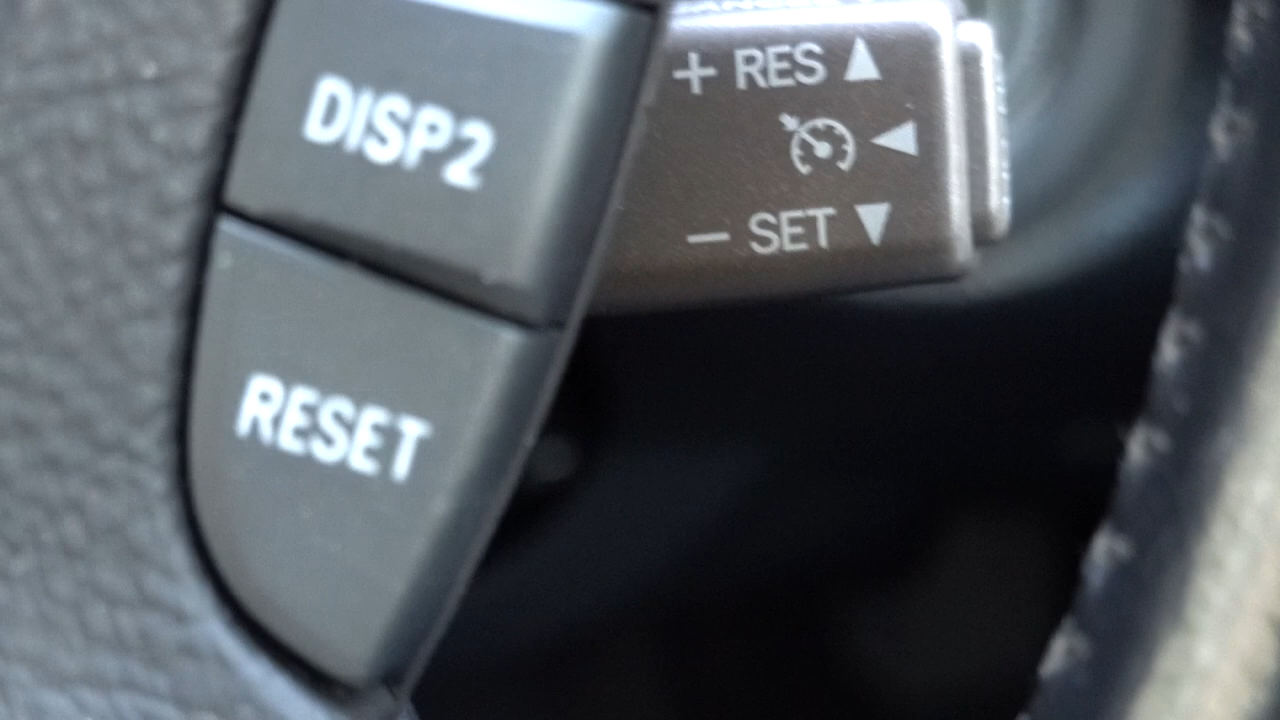 DISP2
RESET
+ RES ▲
◀
− SET ▼